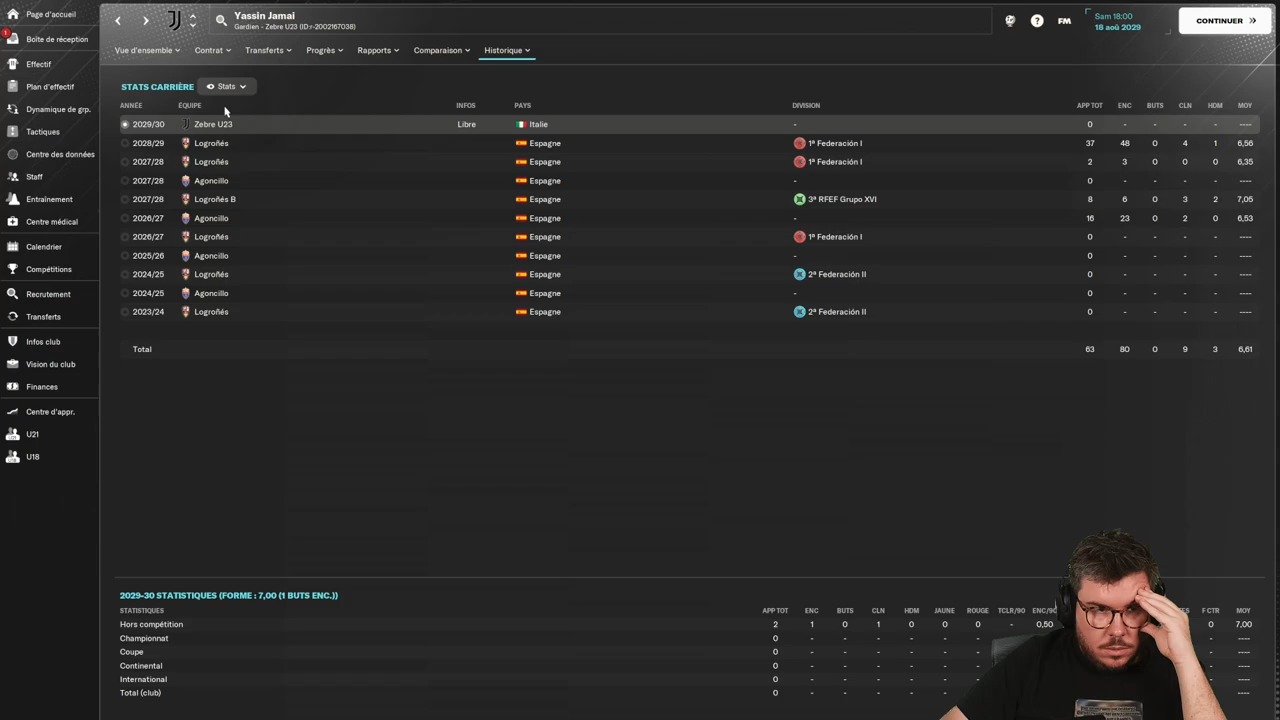 Page d'accueil
1
Boîte de réception
Effectif
Plan d'effectif
Dynamique de grp.
Tactiques
Centre des données
Staff
Entraînement
Centre médical
Calendrier
Compétitions
Recrutement
Transferts
Infos club
Vision du club
Finances
Centre d'appr.
U21
U18
Yassin Jamai
Gardien - Zebre U23 (ID:r-2002167038)
? FM
Sam 18:00
18 aoû 2029
CONTINUER
Vue d'ensemble Contrat Transferts Progrès Rapports Comparaison Historique
STATS CARRIÈRE Stats
ANNÉE ÉQUIPE INFOS PAYS DIVISION APP TOT ENC BUTS CLN HDM MOY
2029/30 Zebre U23 Libre Italie - 0 - - - - ----
2028/29 Logroñés Espagne 1ª Federación I 37 48 0 4 1 6,56
2027/28 Logroñés Espagne 1ª Federación I 2 3 0 0 0 6,35
2027/28 Agoncillo Espagne - 0 - - - - ----
2027/28 Logroñés B Espagne 3ª RFEF Grupo XVI 8 6 0 3 2 7,05
2026/27 Agoncillo Espagne - 16 23 0 2 0 6,53
2026/27 Logroñés Espagne 1ª Federación I 0 - - - - ----
2025/26 Agoncillo Espagne - 0 - - - - ----
2024/25 Logroñés Espagne 2ª Federación II 0 - - - - ----
2024/25 Agoncillo Espagne - 0 - - - - ----
2023/24 Logroñés Espagne 2ª Federación II 0 - - - - ----
Total 63 80 0 9 3 6,61
2029-30 STATISTIQUES (FORME : 7,00 (1 BUTS ENC.))
STATISTIQUES APP TOT ENC BUTS CLN HDM JAUNE ROUGE TCLR/90 ENC/90 F CTR MOY
Hors compétition 2 1 0 1 0 0 0 - 0,50 0 7,00
Championnat 0 - - - - - - - - - ----
Coupe 0 - - - - - - - - - ----
Continental 0 - - - - - - - - - ----
International 0 - - - - - - - - ----
Total (club) 0 - - - - - - - - ----